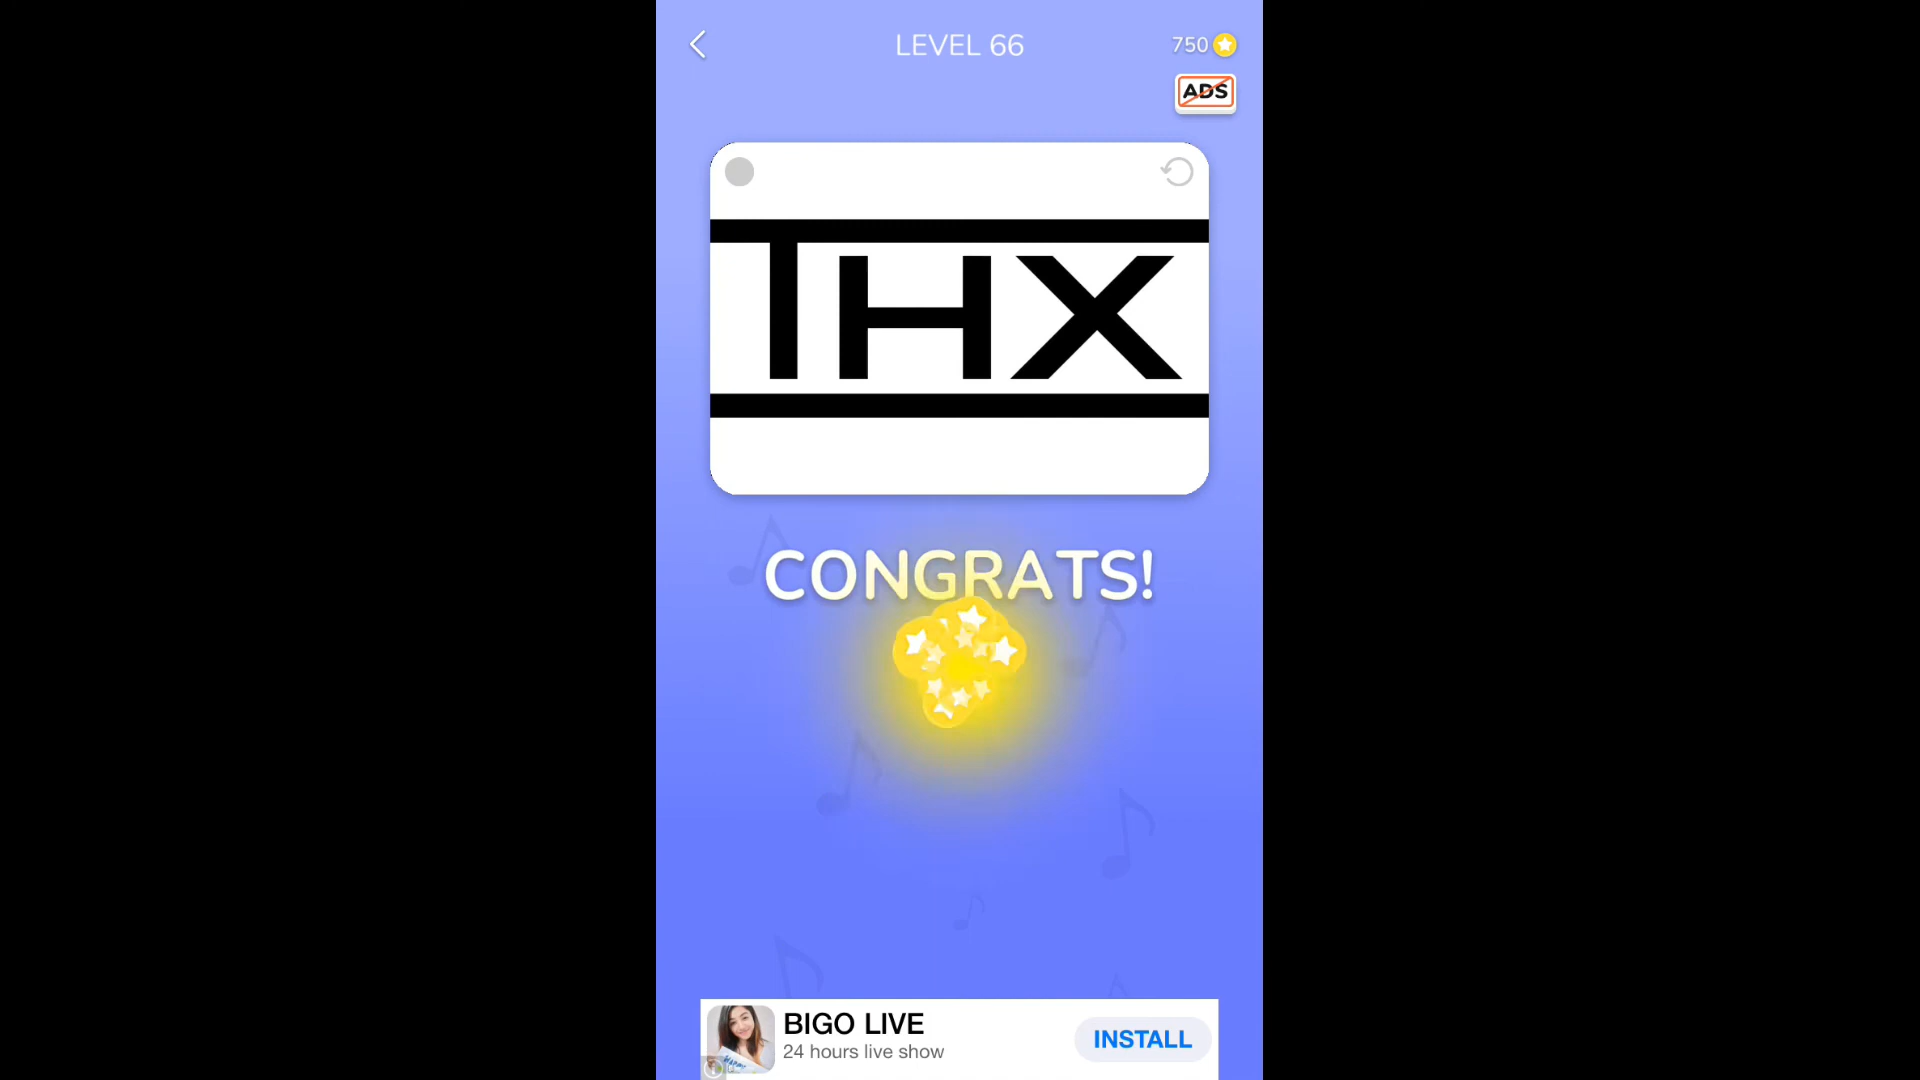 LEVEL 66
750
ADS
THX
CONGRATS!
BIGO LIVE
24 hours live show
INSTALL